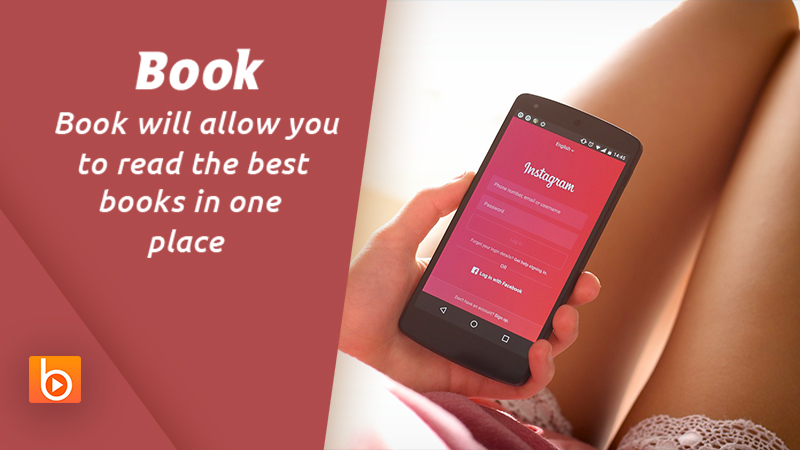 Book
Book will allow you
to read the best
books in one
place
14:45
English
Instagram
Phone number, email or username
Password
Log In
Forgot your login details? Get help signing in.
OR
Log in with Facebook
Don't have an account? Sign up.
b